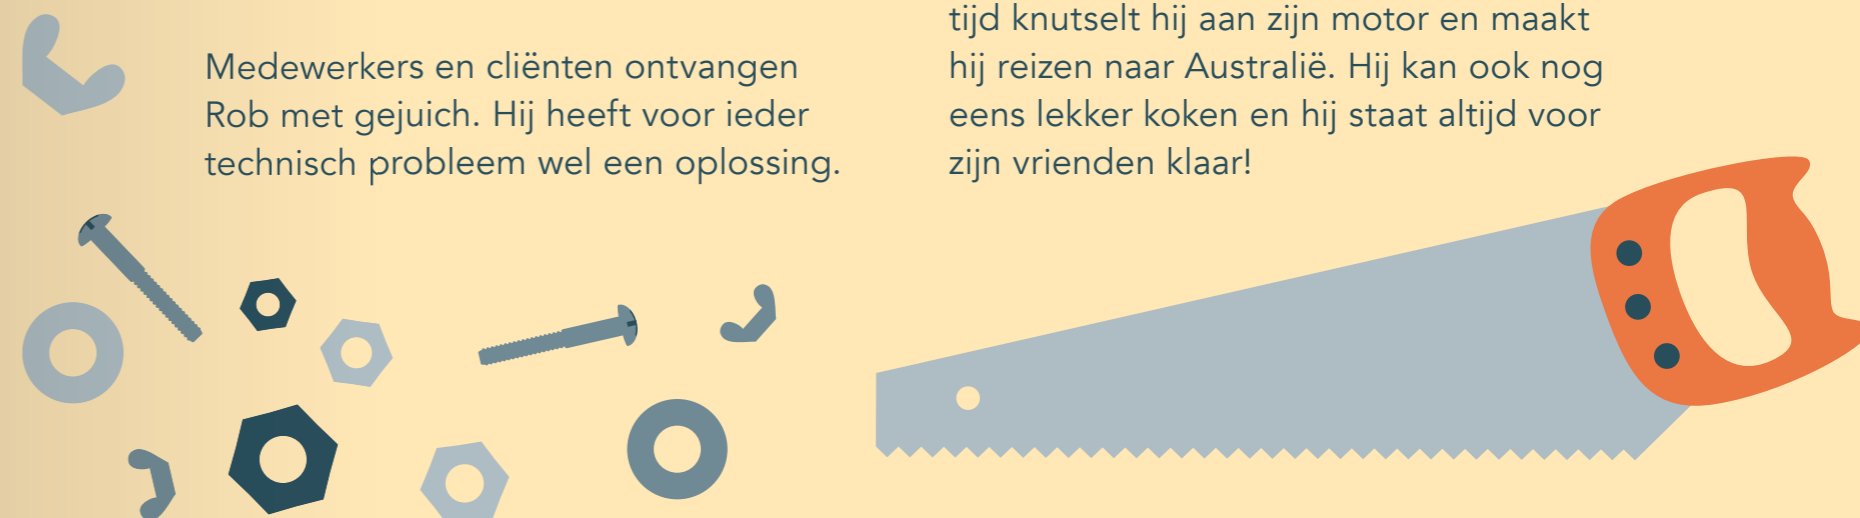 Medewerkers en cliënten ontvangen
Rob met gejuich. Hij heeft voor ieder
technisch probleem wel een oplossing.
tijd knutselt hij aan zijn motor en maakt
hij reizen naar Australië. Hij kan ook nog
eens lekker koken en hij staat altijd voor
zijn vrienden klaar!